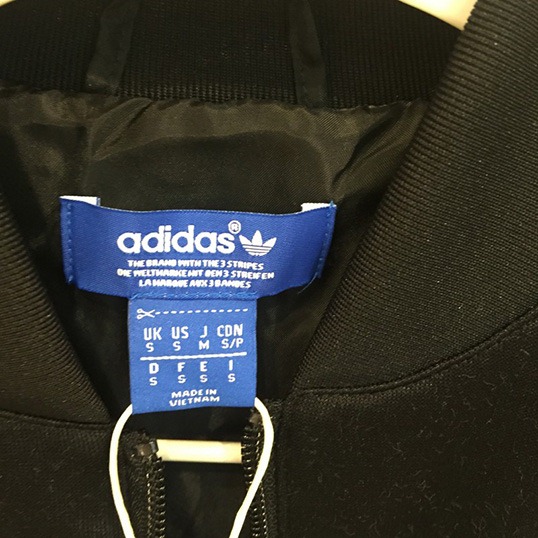 adidas®
THE BRAND WITH THE 3 STRIPES
DIE WELTMARKE MIT DEN 3 STREIFEN
LA MARQUE AUX 3 BANDES
UK US J CDN
S S M S/P
D F E I
S S S S
MADE IN
VIETNAM